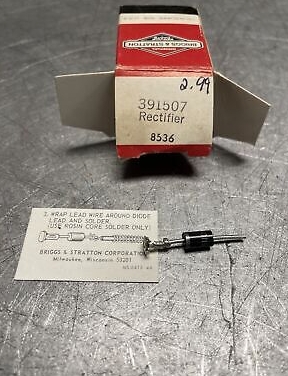 BRIGGS & STRATTON
2.99
391507
Rectifier
8536
3. WRAP LEAD WIRE AROUND DIODE
LEAD AND SOLDER.
(USE ROSIN CORE SOLDER ONLY)
BRIGGS & STRATTON CORPORATION
Milwaukee, Wisconsin 53201